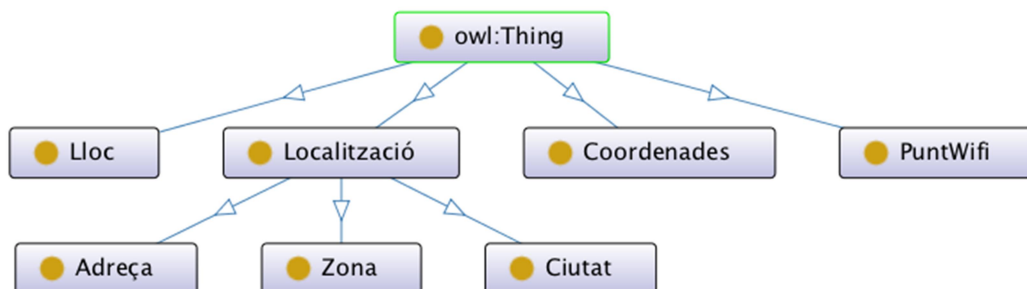 owl:Thing
Lloc
Localització
Coordenades
PuntWifi
Adreça
Zona
Ciutat